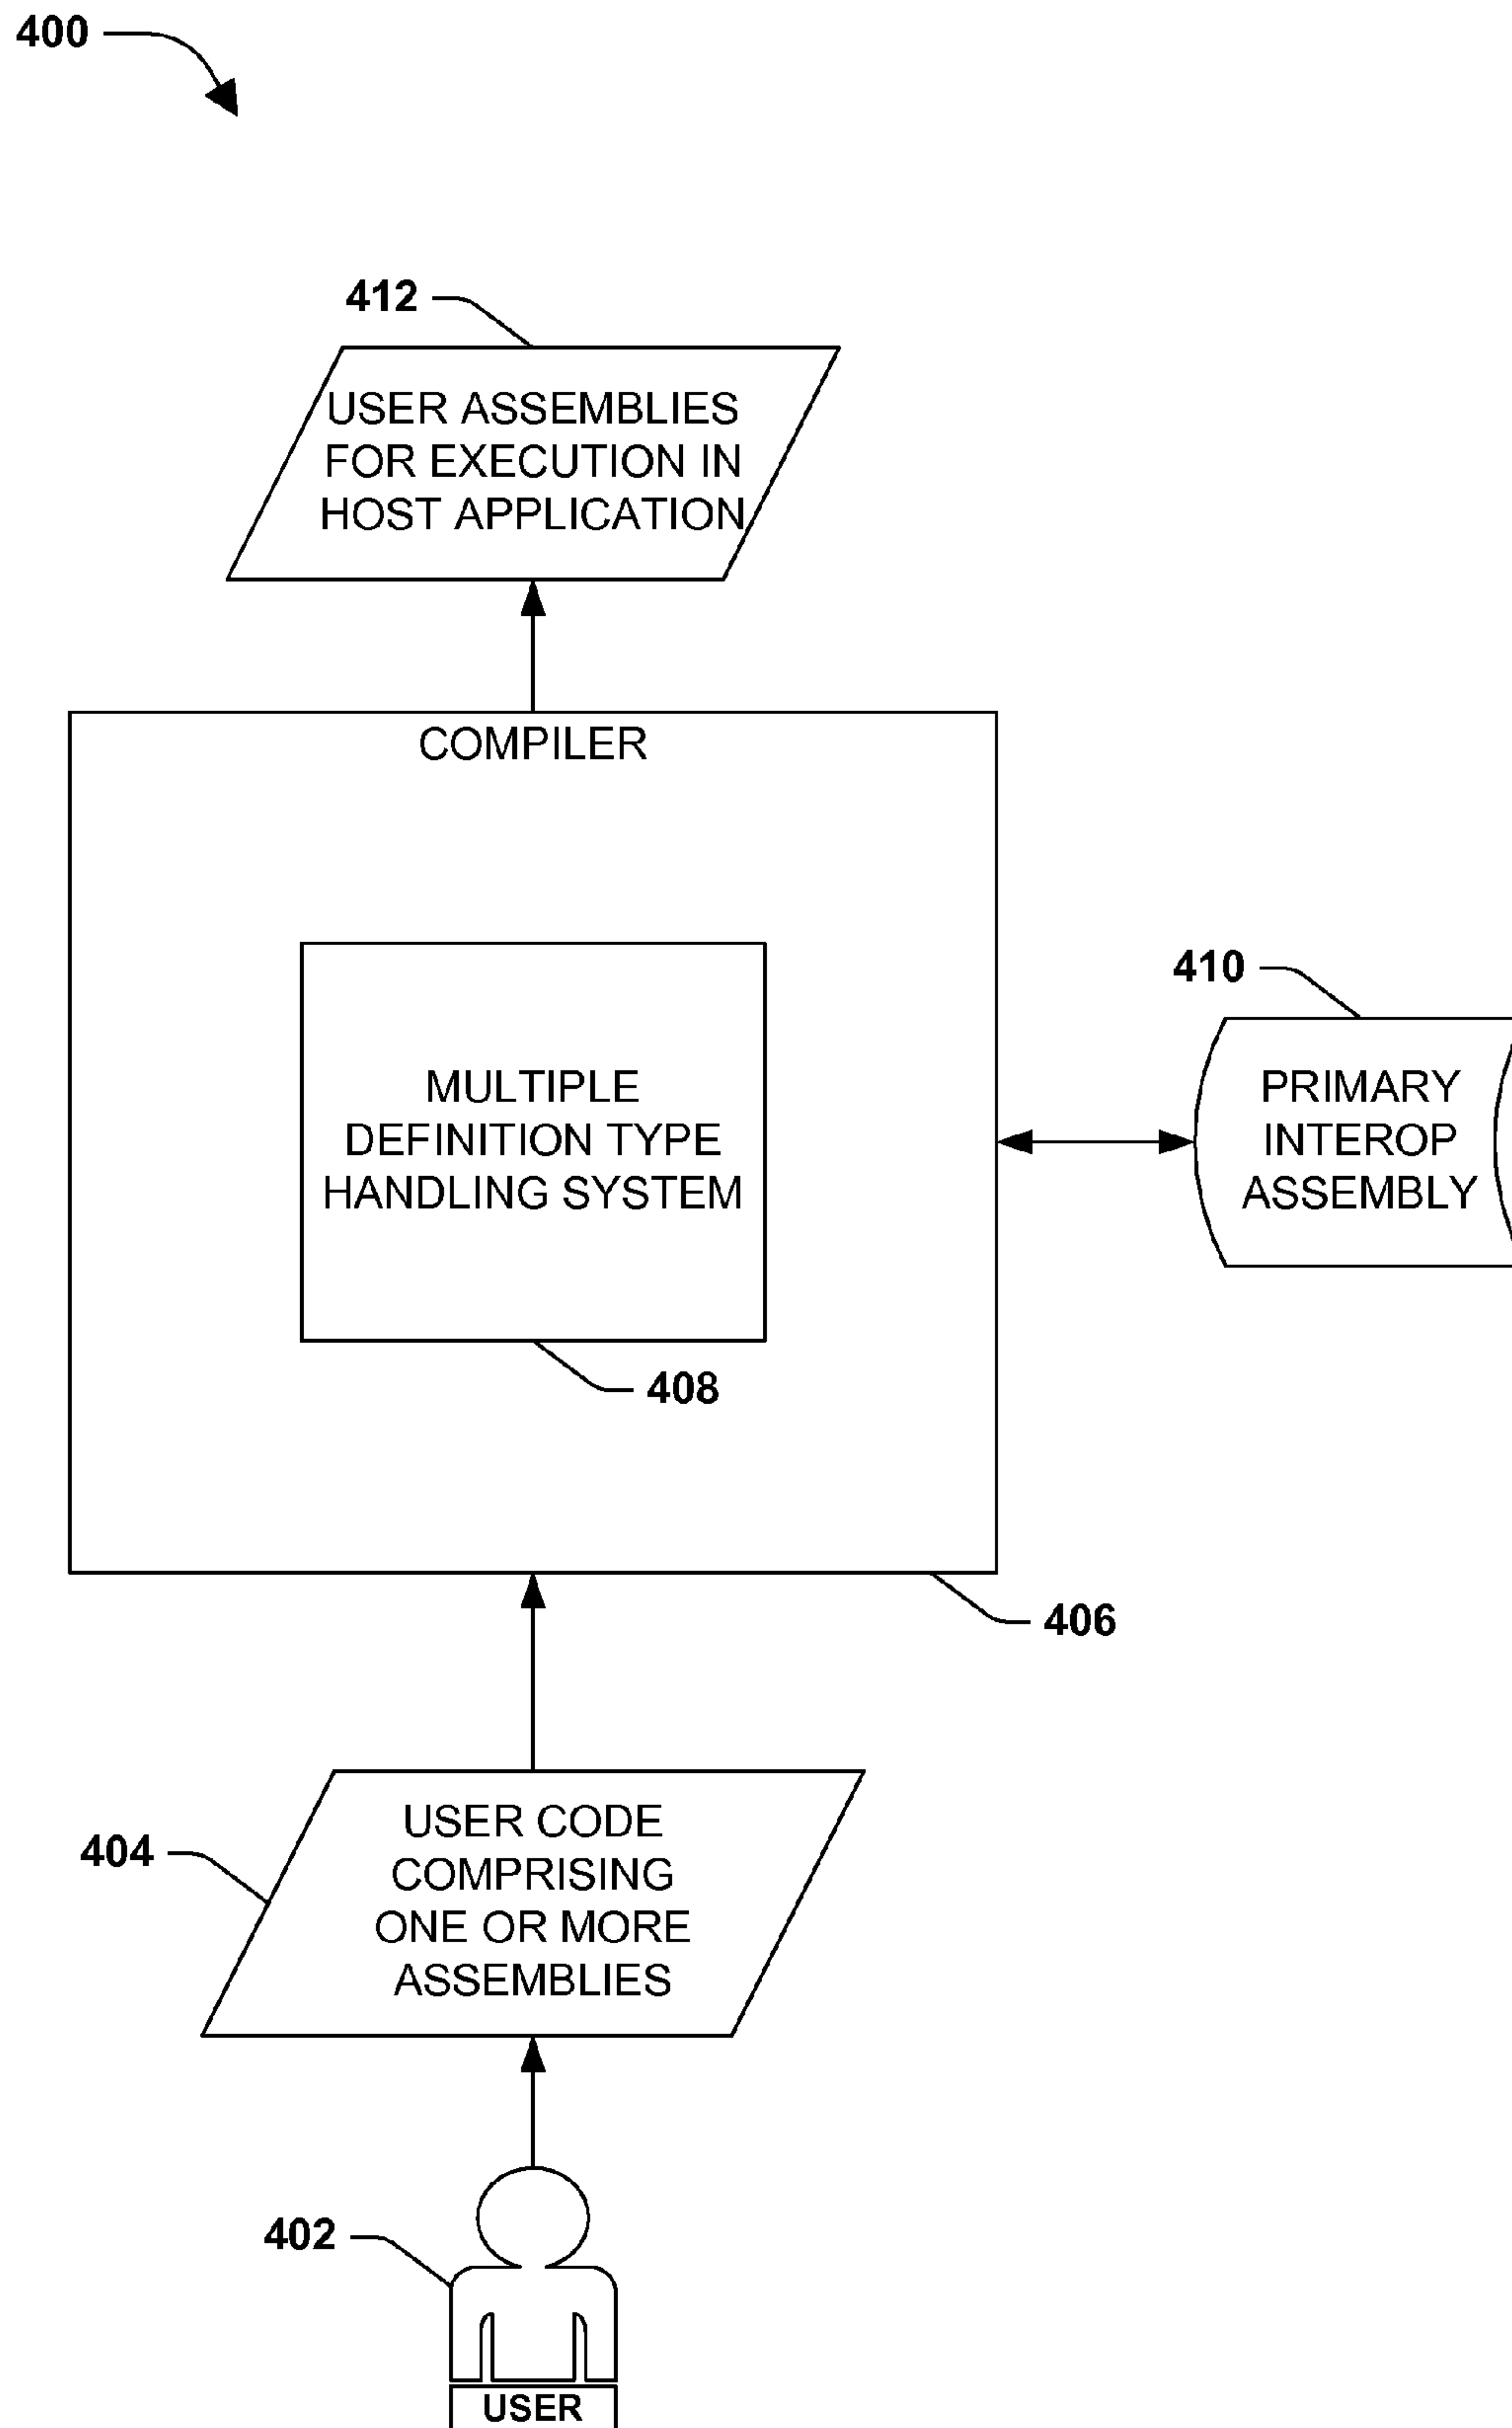 400
412
USER ASSEMBLIES
FOR EXECUTION IN
HOST APPLICATION
COMPILER
MULTIPLE
DEFINITION TYPE
HANDLING SYSTEM
408
410
PRIMARY
INTEROP
ASSEMBLY
406
404
USER CODE
COMPRISING
ONE OR MORE
ASSEMBLIES
402
USER